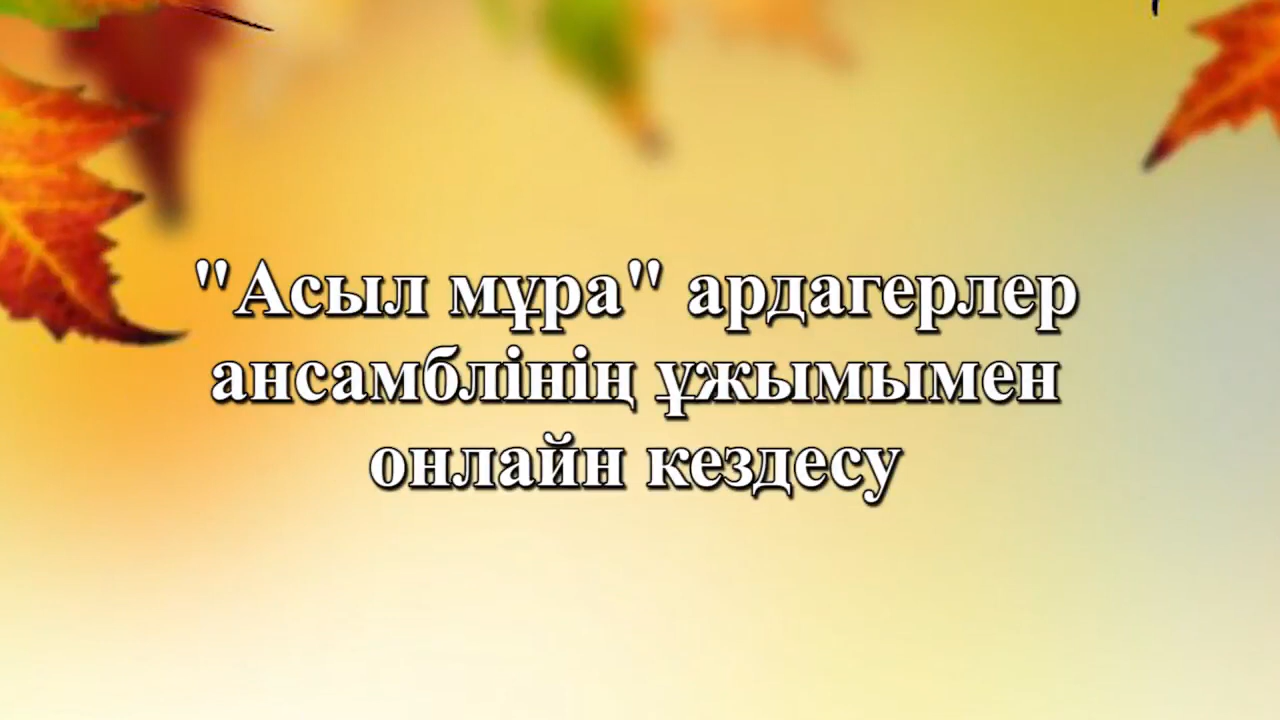 "Асыл мұра" ардагерлер
ансамблінің ұжымымен
онлайн кездесу